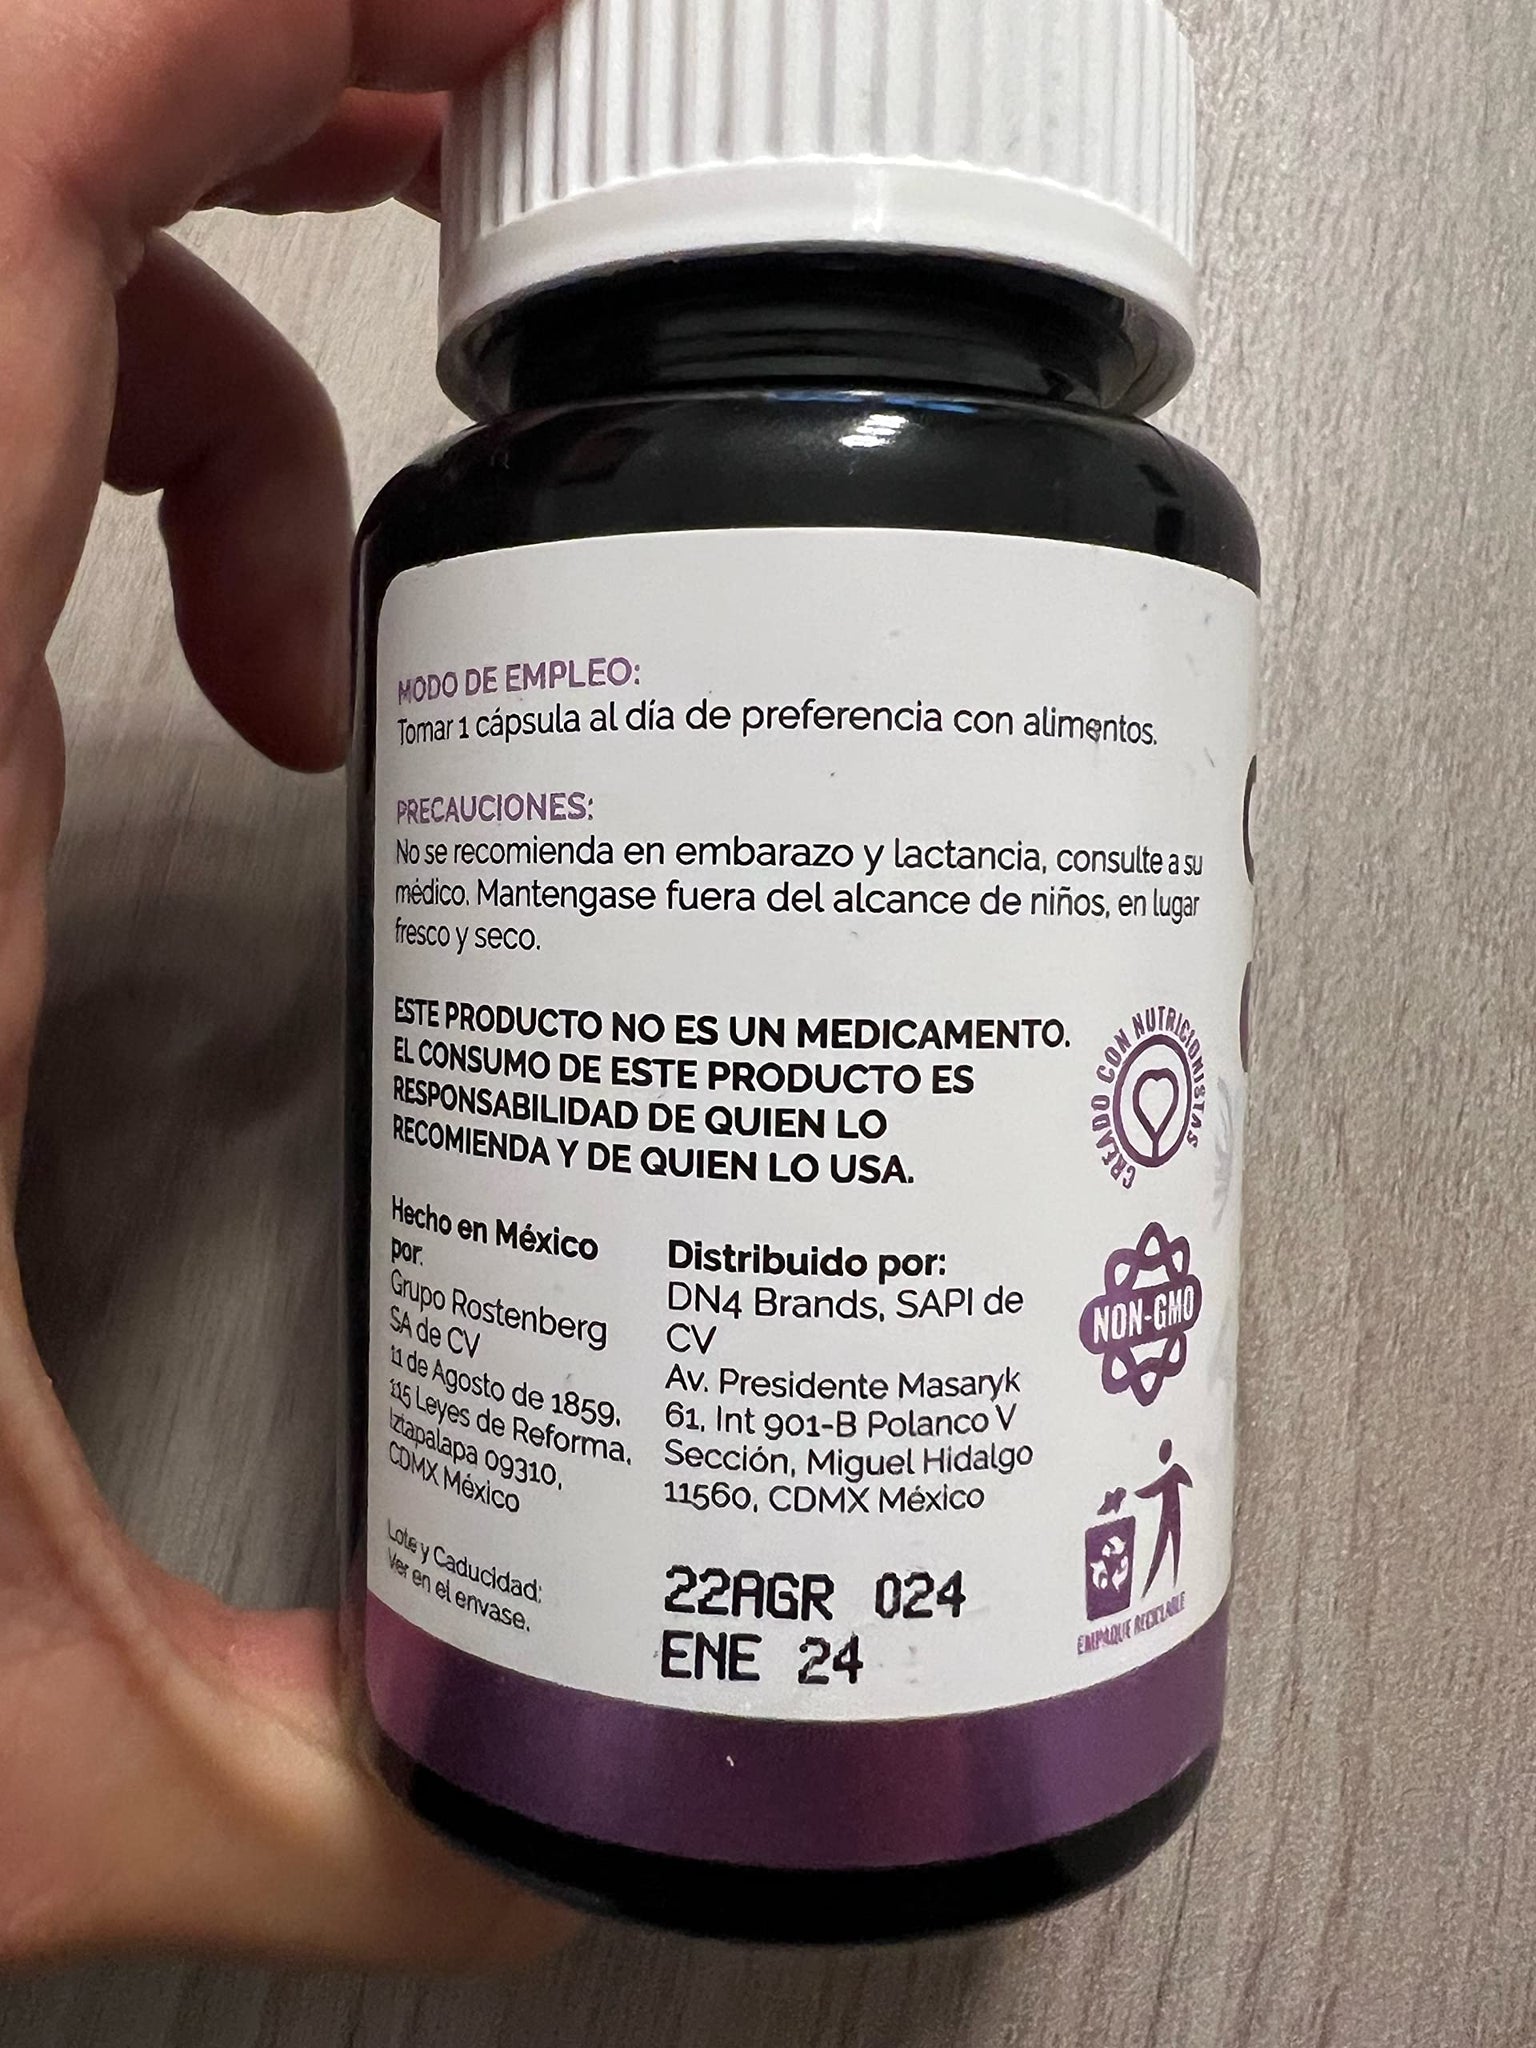 MODO DE EMPLEO:
Tomar 1 cápsula al día de preferencia con alimentos.
PRECAUCIONES:
No se recomienda en embarazo y lactancia, consulte a su
médico. Mantengase fuera del alcance de niños, en lugar
fresco y seco.
ESTE PRODUCTO NO ES UN MEDICAMENTO.
EL CONSUMO DE ESTE PRODUCTO ES
RESPONSABILIDAD DE QUIEN LO
RECOMIENDA Y DE QUIEN LO USA.
CREADO CON NUTRICIONISTAS
NON-GMO
EMPAQUE RECICLABLE
Hecho en México
por:
Grupo Rostenberg
SA de CV
11 de Agosto de 1859,
115 Leyes de Reforma,
Iztapalapa 09310,
CDMX México
Distribuido por:
DN4 Brands, SAPI de
CV
Av. Presidente Masaryk
61, Int 901-B Polanco V
Sección, Miguel Hidalgo
11560, CDMX México
Lote y Caducidad:
Ver en el envase.
22AGR 024
ENE 24